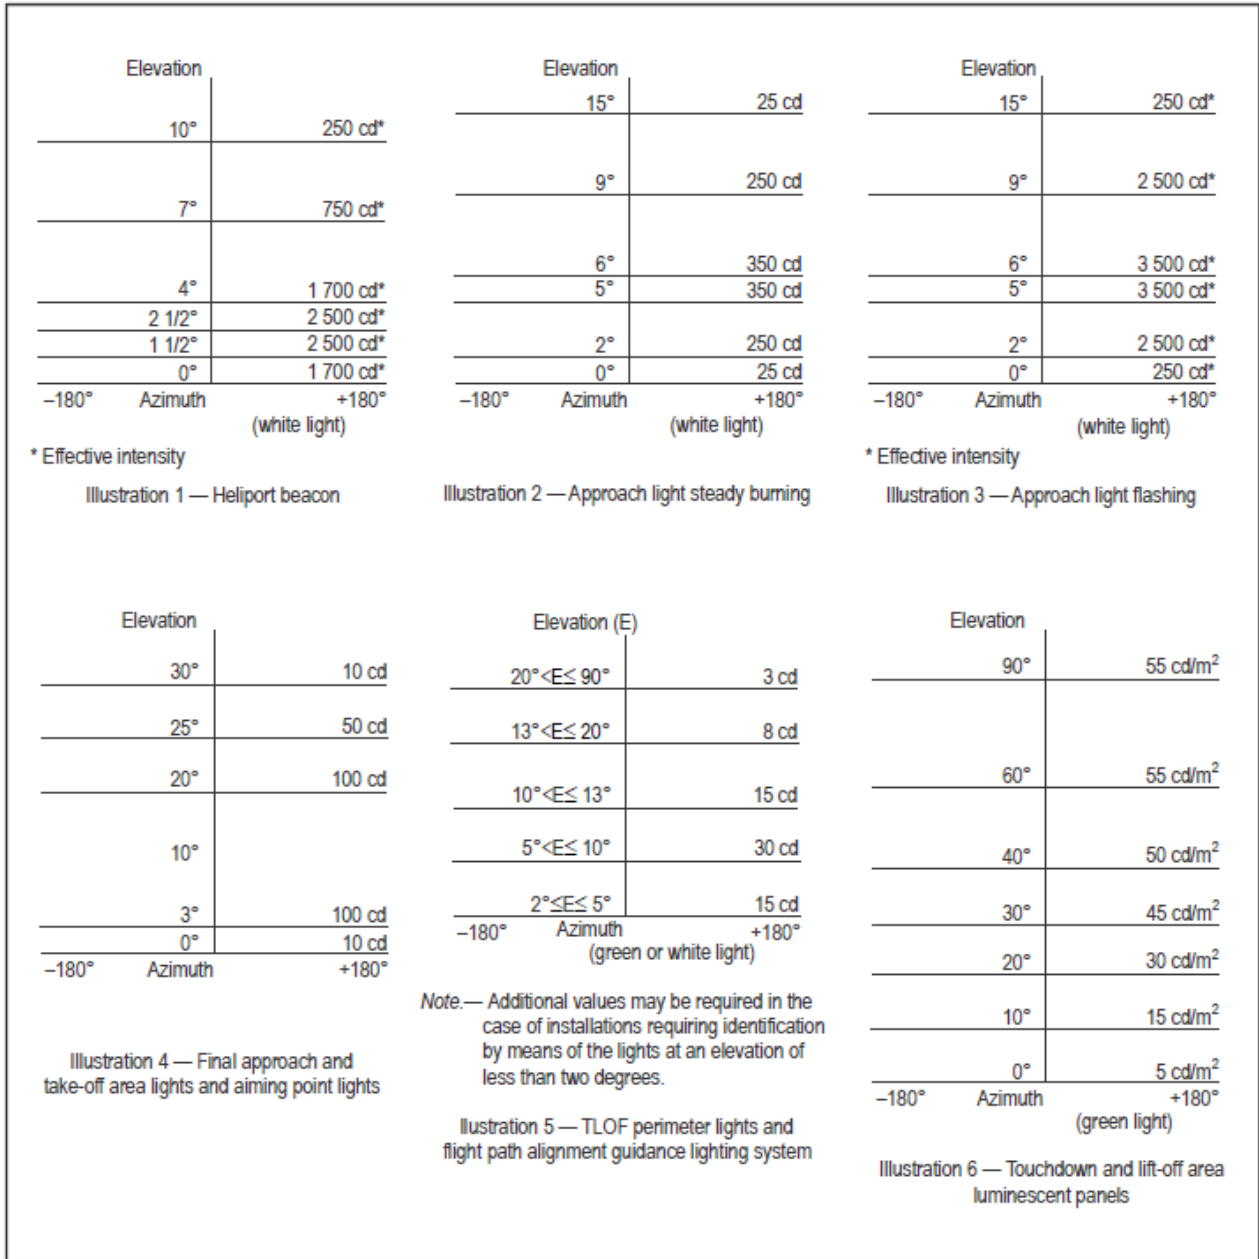 Elevation
10° 250 cd*
7° 750 cd*
4° 1 700 cd*
2 1/2° 2 500 cd*
1 1/2° 2 500 cd*
0° 1 700 cd*
–180° Azimuth +180°
(white light)
* Effective intensity
Illustration 1 — Heliport beacon
Elevation
15° 25 cd
9° 250 cd
6° 350 cd
5° 350 cd
2° 250 cd
0° 25 cd
–180° Azimuth +180°
(white light)
Illustration 2 — Approach light steady burning
Elevation
15° 250 cd*
9° 2 500 cd*
6° 3 500 cd*
5° 3 500 cd*
2° 2 500 cd*
0° 250 cd*
–180° Azimuth +180°
(white light)
* Effective intensity
Illustration 3 — Approach light flashing
Elevation
30° 10 cd
25° 50 cd
20° 100 cd
10°
3° 100 cd
0° 10 cd
–180° Azimuth +180°
Illustration 4 — Final approach and
take-off area lights and aiming point lights
Elevation (E)
20°<E≤ 90° 3 cd
13°<E≤ 20° 8 cd
10°<E≤ 13° 15 cd
5°<E≤ 10° 30 cd
2°≤E≤ 5° 15 cd
–180° Azimuth +180°
(green or white light)
Note.— Additional values may be required in the
case of installations requiring identification
by means of the lights at an elevation of
less than two degrees.
Ilustration 5 — TLOF perimeter lights and
flight path alignment guidance lighting system
Elevation
90° 55 cd/m²
60° 55 cd/m²
40° 50 cd/m²
30° 45 cd/m²
20° 30 cd/m²
10° 15 cd/m²
0° 5 cd/m²
–180° Azimuth +180°
(green light)
Illustration 6 — Touchdown and lift-off area
luminescent panels